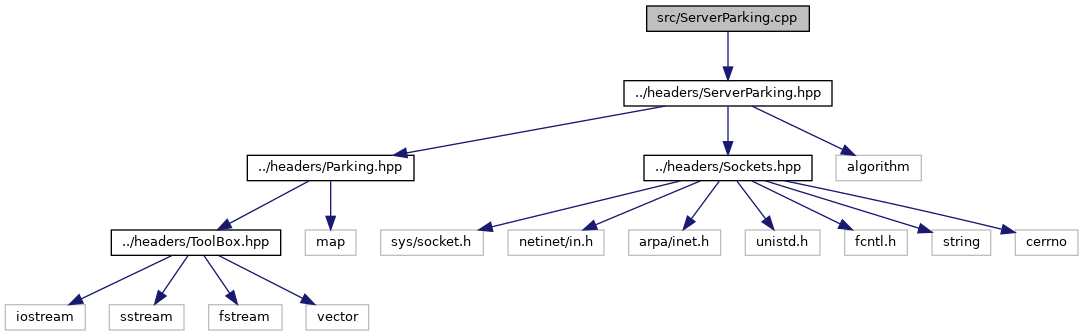 src/ServerParking.cpp
../headers/ServerParking.hpp
../headers/Parking.hpp
../headers/Sockets.hpp
algorithm
../headers/ToolBox.hpp
map
sys/socket.h
netinet/in.h
arpa/inet.h
unistd.h
fcntl.h
string
cerrno
iostream
sstream
fstream
vector